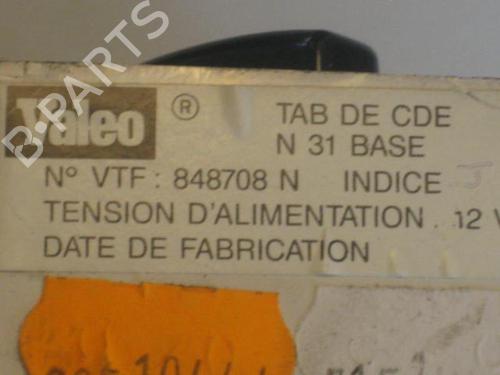 Valeo ® TAB DE CDE
N 31 BASE
N° VTF : 848708 N INDICE J
TENSION D'ALIMENTATION . 12 V
DATE DE FABRICATION
B-PARTS